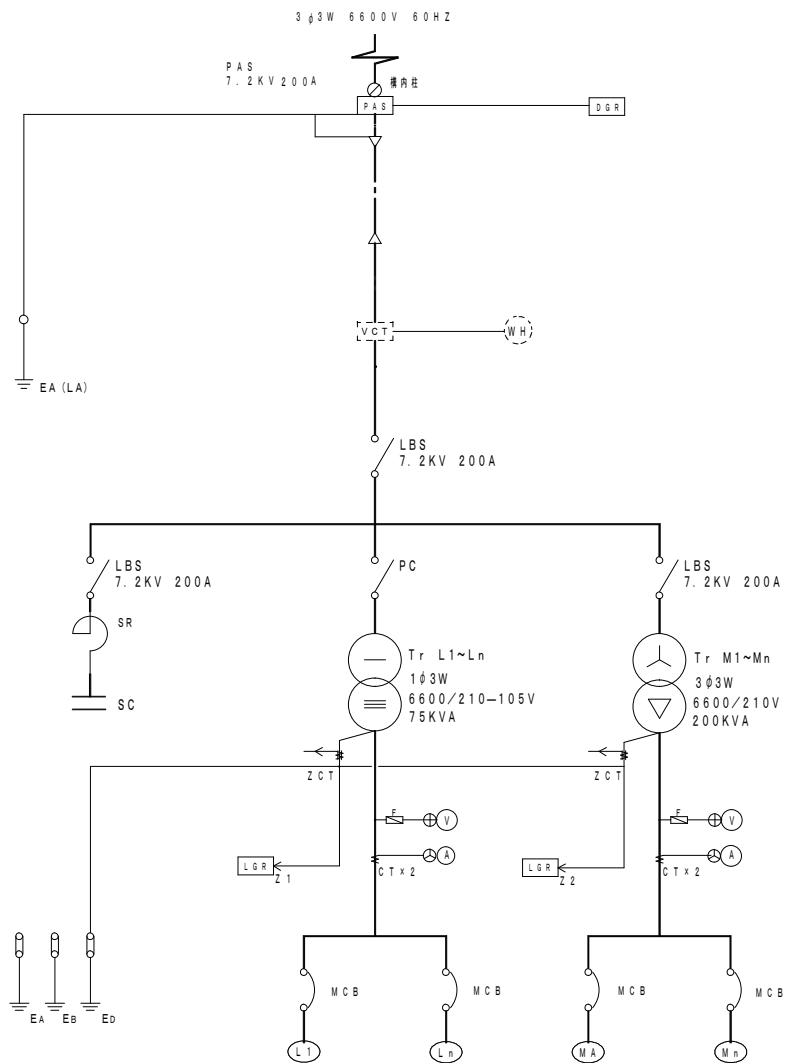 3φ3W 6600V 60HZ
PAS
7.2KV 200A
構内柱
PAS
DGR
VCT
WH
EA (LA)
LBS
7.2KV 200A
LBS
7.2KV 200A
PC
LBS
7.2KV 200A
SR
SC
Tr L1~Ln
1φ3W
6600/210-105V
75KVA
Tr M1~Mn
3φ3W
6600/210V
200KVA
ZCT
ZCT
F
V
F
V
A
CT×2
A
CT×2
LGR
Z1
LGR
Z2
EA
EB
ED
MCB
MCB
MCB
MCB
L1
Ln
MA
Mn